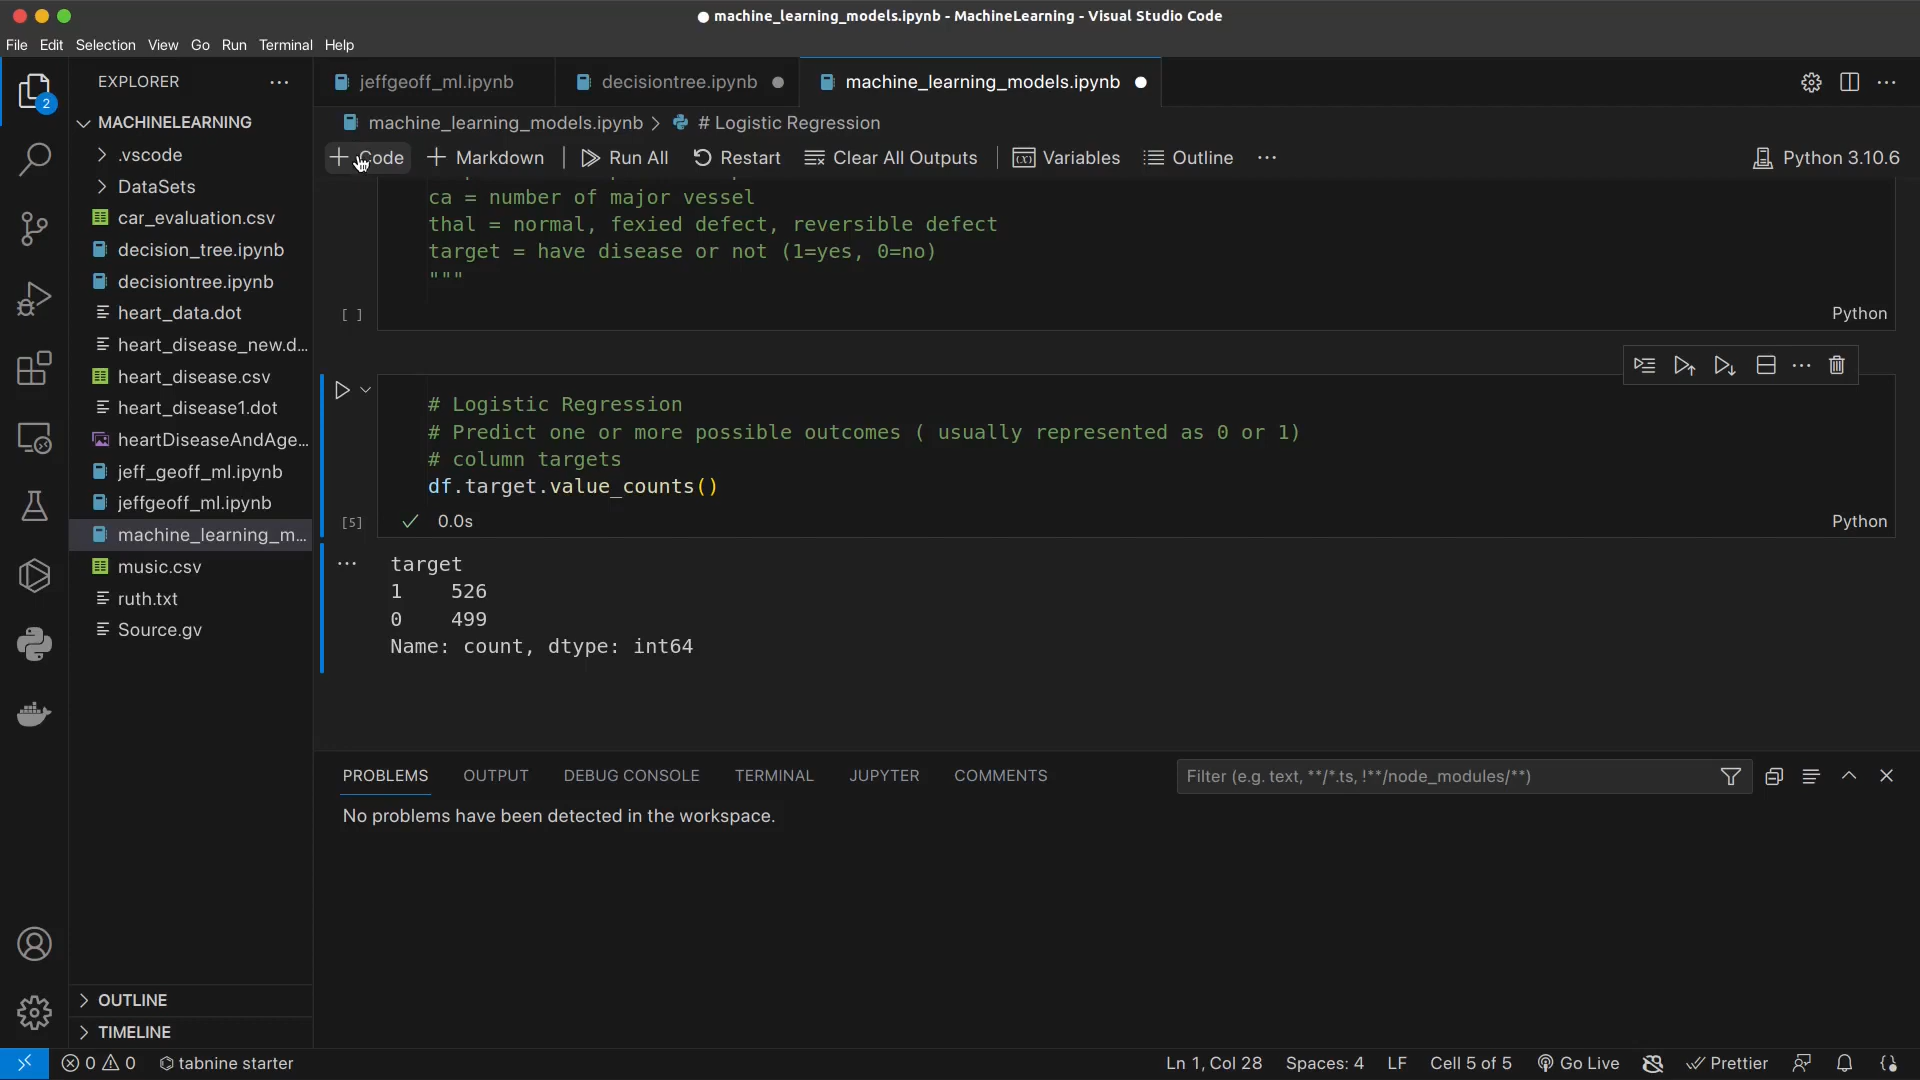 ● machine_learning_models.ipynb - MachineLearning - Visual Studio Code
File Edit Selection View Go Run Terminal Help
2
EXPLORER ···
MACHINELEARNING
.vscode
DataSets
car_evaluation.csv
decision_tree.ipynb
decisiontree.ipynb
heart_data.dot
heart_disease_new.d...
heart_disease.csv
heart_disease1.dot
heartDiseaseAndAge...
jeff_geoff_ml.ipynb
jeffgeoff_ml.ipynb
machine_learning_m...
music.csv
ruth.txt
Source.gv
OUTLINE
TIMELINE
jeffgeoff_ml.ipynb decisiontree.ipynb ● machine_learning_models.ipynb ●
machine_learning_models.ipynb > # Logistic Regression
+ Code + Markdown Run All Restart Clear All Outputs Variables Outline ··· Python 3.10.6
ca = number of major vessel
thal = normal, fexied defect, reversible defect
target = have disease or not (1=yes, 0=no)
"""
[ ] Python
# Logistic Regression
# Predict one or more possible outcomes ( usually represented as 0 or 1)
# column targets
df.target.value_counts()
[5] ✓ 0.0s Python
target
1 526
0 499
Name: count, dtype: int64
PROBLEMS OUTPUT DEBUG CONSOLE TERMINAL JUPYTER COMMENTS Filter (e.g. text, **/*.ts, !**/node_modules/**)
No problems have been detected in the workspace.
0 0 tabnine starter Ln 1, Col 28 Spaces: 4 LF Cell 5 of 5 Go Live Prettier